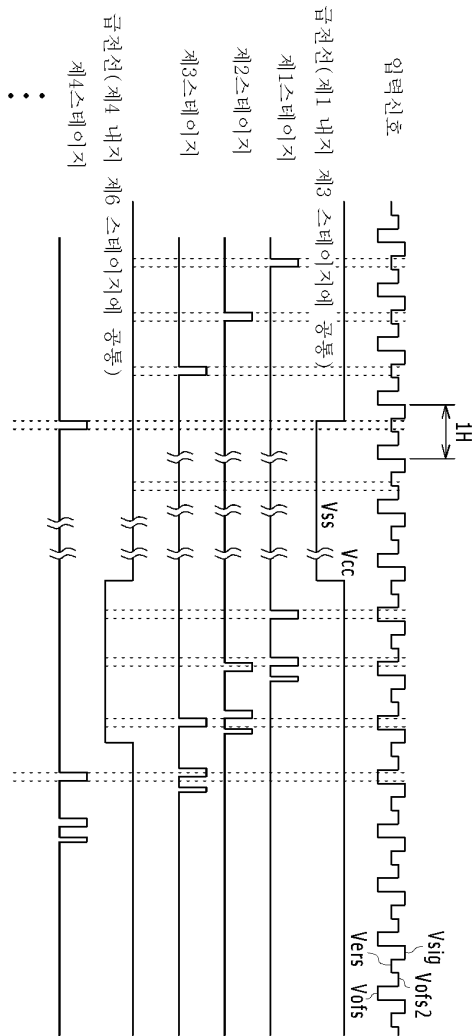 입력신호
1H
Vsig
Vofs2
Vers
Vofs
급전선(제1 내지 제3 스테이지에 공통)
Vcc
Vss
제1스테이지
제2스테이지
제3스테이지
급전선(제4 내지 제6 스테이지에 공통)
제4스테이지
• • •